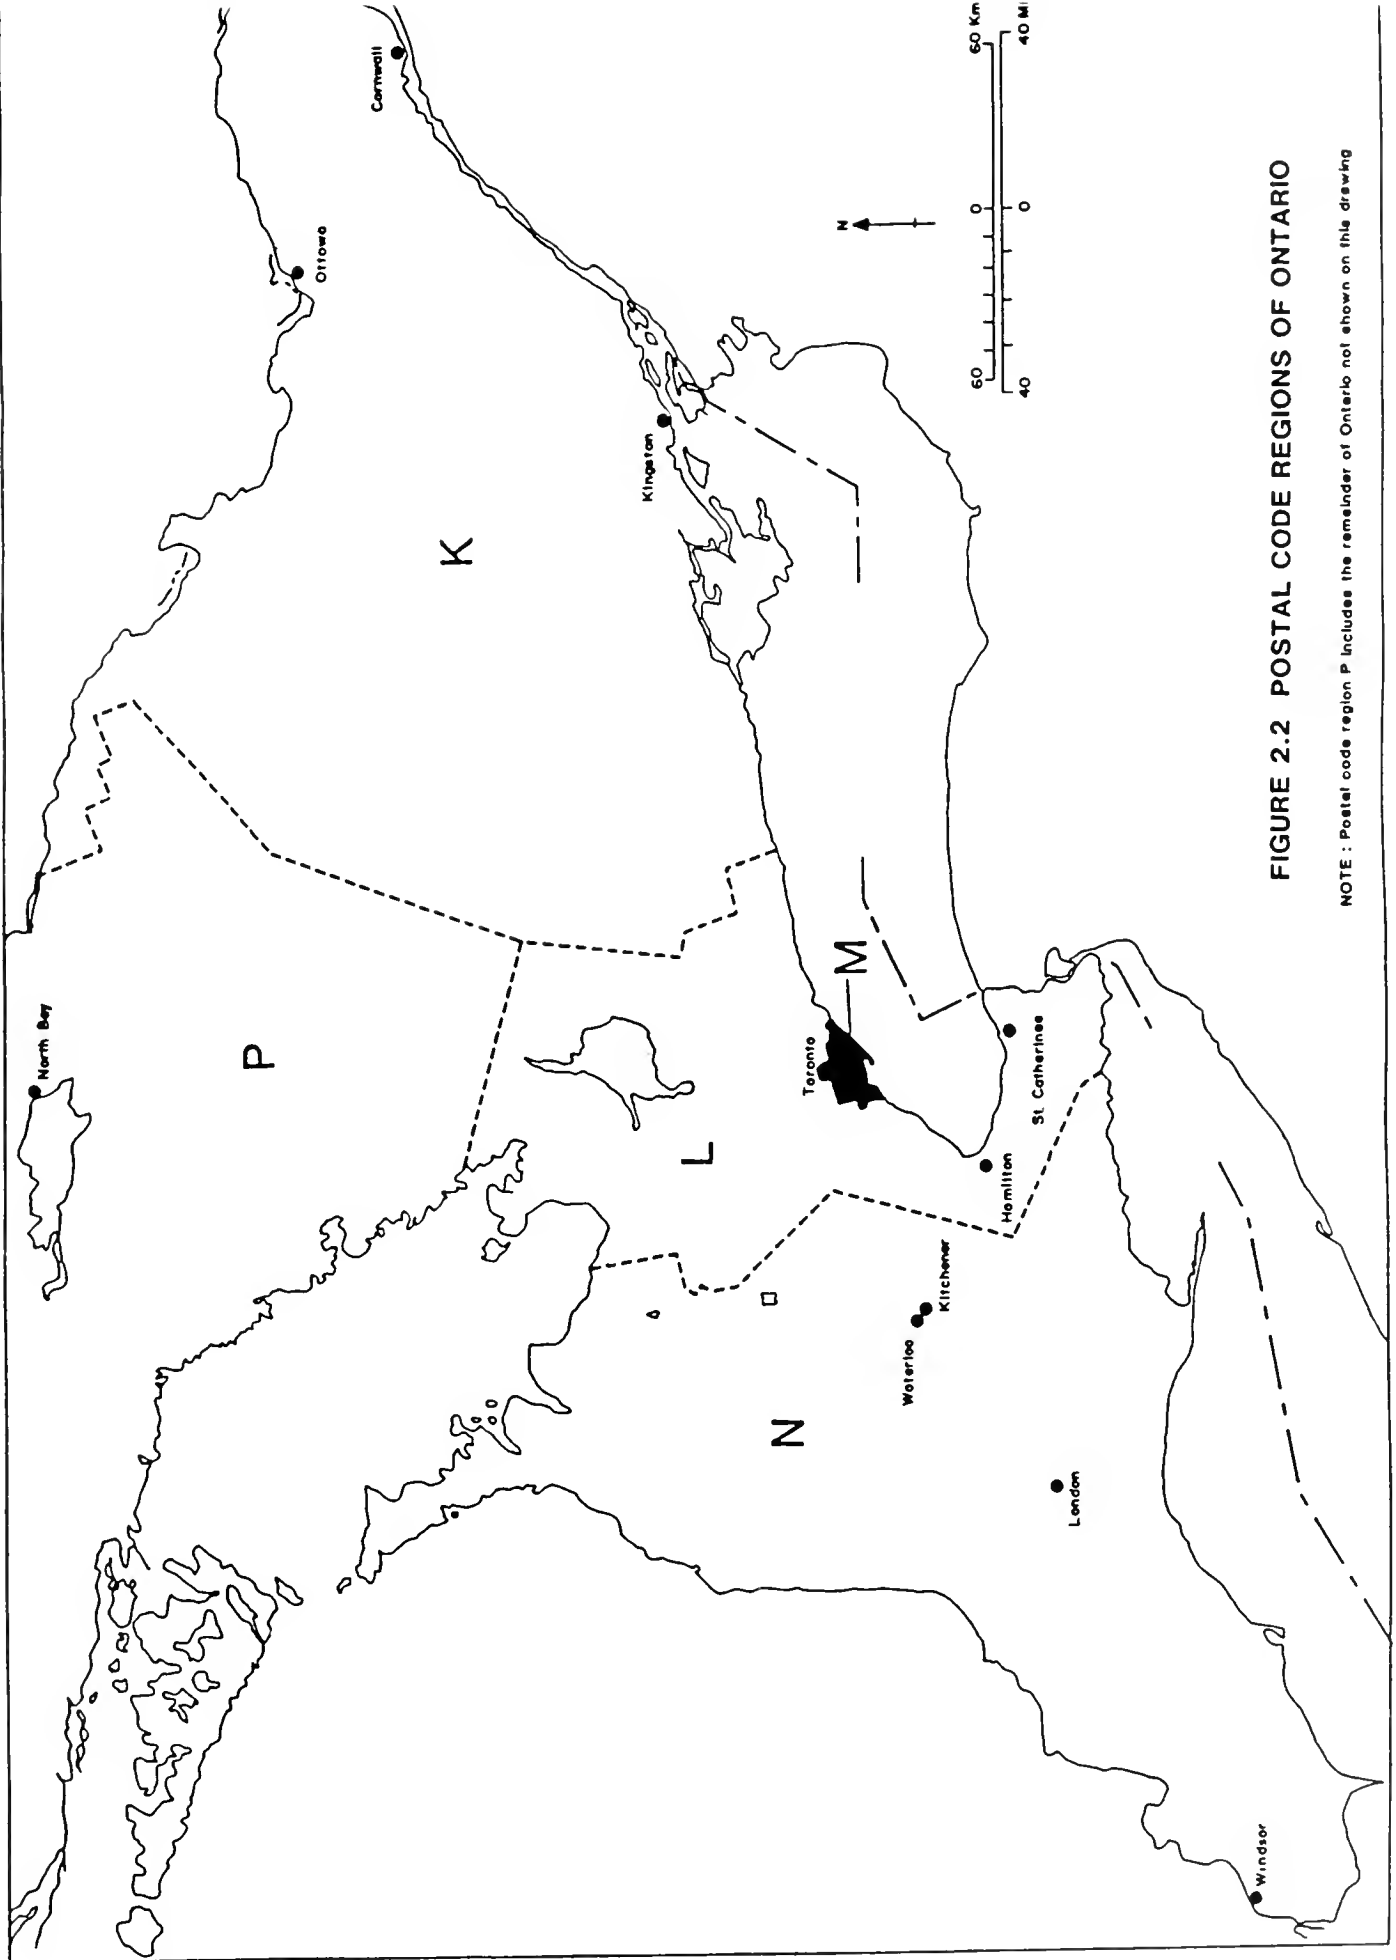 North Bay
P
Ottawa
Cornwall
K
Kingston
L
Toronto
M
N
Waterloo
Kitchener
Hamilton
St. Catharines
London
Windsor
N
60 0 60 Km
40 0 40 Mi
FIGURE 2.2 POSTAL CODE REGIONS OF ONTARIO
NOTE : Postal code region P includes the remainder of Ontario not shown on this drawing